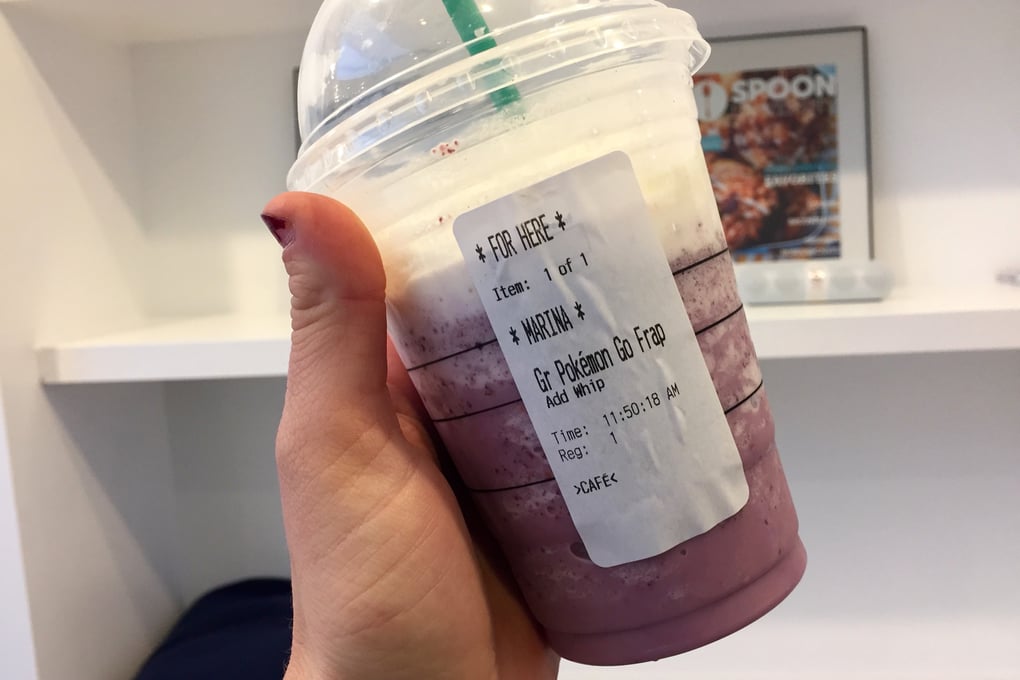 * FOR HERE *
Item: 1 of 1
* MARINA *
Gr Pokémon Go Frap
Add Whip
Time: 11:50:18 AM
Reg: 1
>CAFÉ<
SPOON